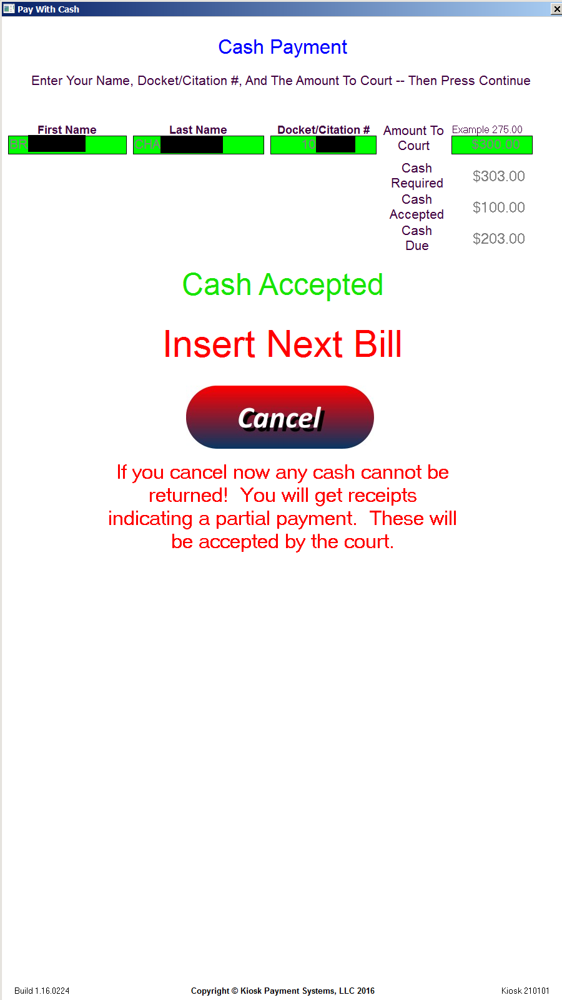 Pay With Cash
Cash Payment
Enter Your Name, Docket/Citation #, And The Amount To Court -- Then Press Continue
First Name
Last Name
Docket/Citation #
Amount To
Court
Example 275.00
BR
CHA
10
$300.00
Cash
Required
$303.00
Cash
Accepted
$100.00
Cash
Due
$203.00
Cash Accepted
Insert Next Bill
Cancel
If you cancel now any cash cannot be
returned!  You will get receipts
indicating a partial payment.  These will
be accepted by the court.
Build 1.16.0224
Copyright © Kiosk Payment Systems, LLC 2016
Kiosk 210101